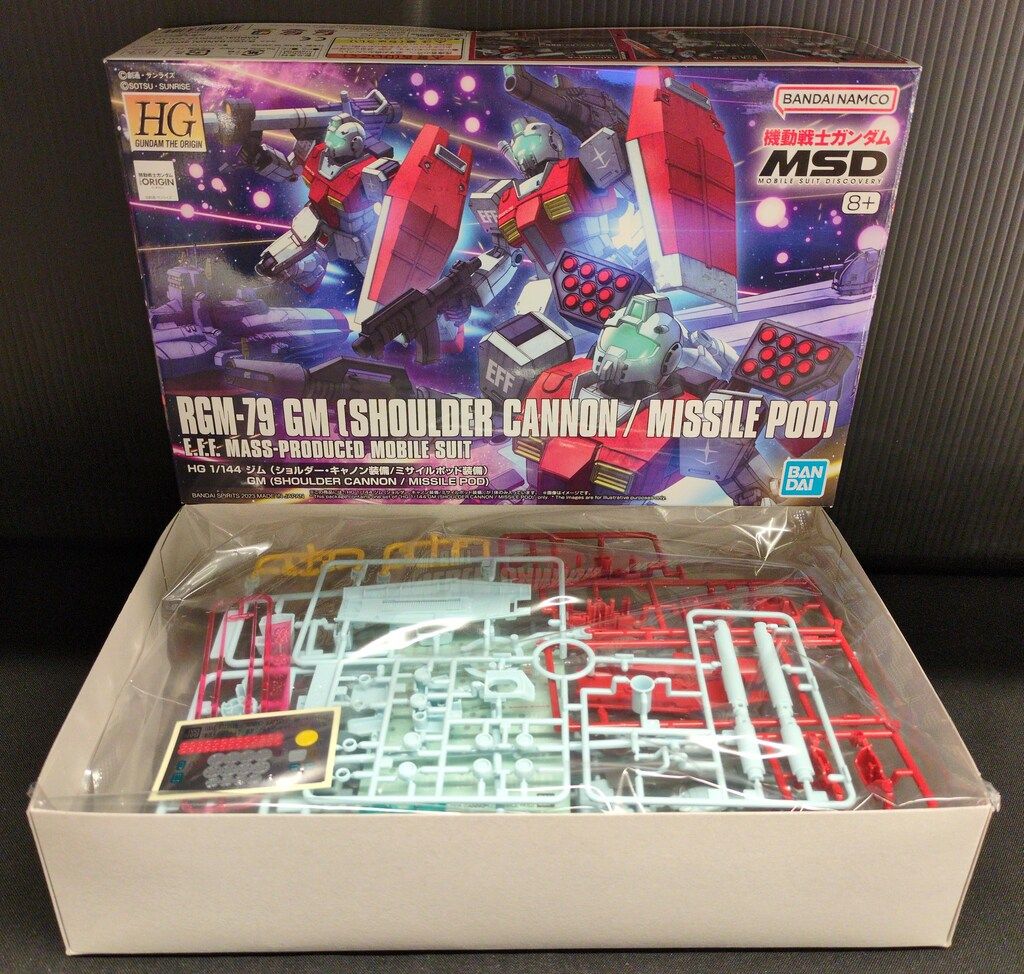 ©創通・サンライズ
©SOTSU・SUNRISE
HG
GUNDAM THE ORIGIN
機動戦士ガンダム
THE ORIGIN
BANDAI NAMCO
機動戦士ガンダム
MSD
MOBILE SUIT DISCOVERY
8+
EFF
EFF
RGM-79 GM [SHOULDER CANNON / MISSILE POD]
E.F.F. MASS-PRODUCED MOBILE SUIT
HG 1/144 ジム (ショルダー・キャノン装備/ミサイルポッド装備)
GM (SHOULDER CANNON / MISSILE POD)
BANDAI SPIRITS 2023 MADE IN JAPAN
BAN
DAI